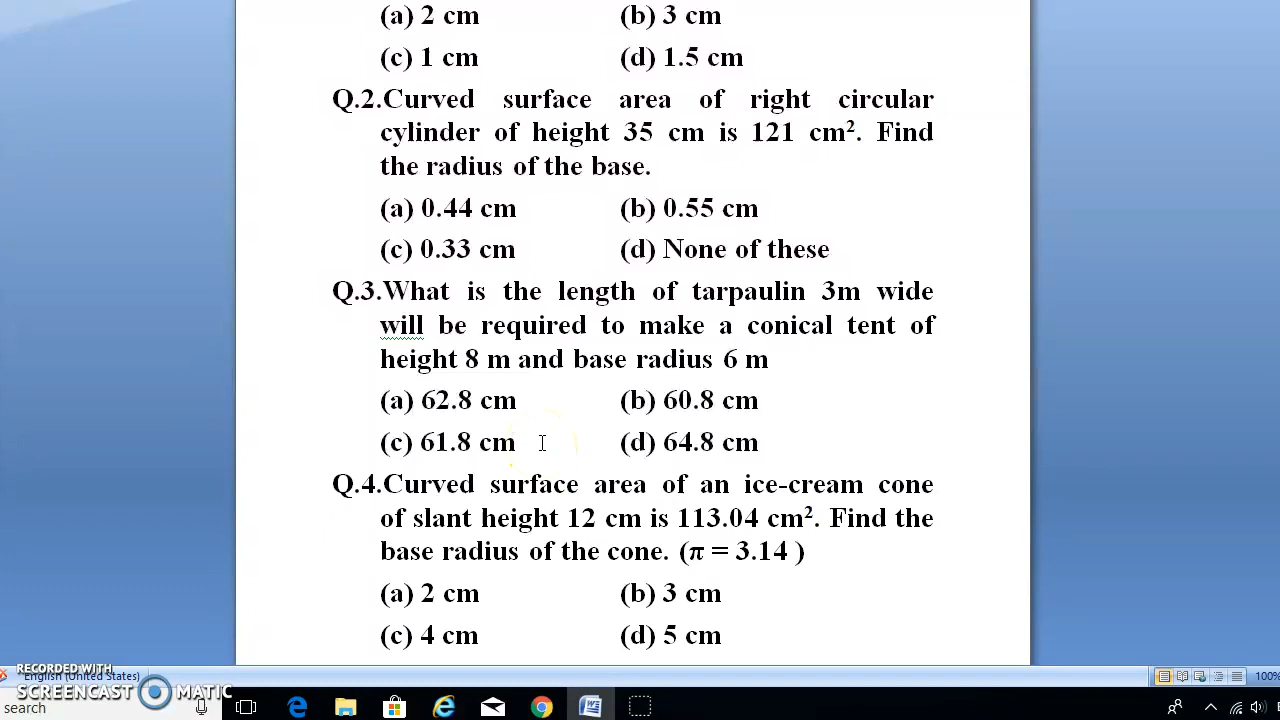 (a) 2 cm (b) 3 cm
(c) 1 cm (d) 1.5 cm
Q.2.Curved surface area of right circular
cylinder of height 35 cm is 121 cm². Find
the radius of the base.
(a) 0.44 cm (b) 0.55 cm
(c) 0.33 cm (d) None of these
Q.3.What is the length of tarpaulin 3m wide
will be required to make a conical tent of
height 8 m and base radius 6 m
(a) 62.8 cm (b) 60.8 cm
(c) 61.8 cm (d) 64.8 cm
Q.4.Curved surface area of an ice-cream cone
of slant height 12 cm is 113.04 cm². Find the
base radius of the cone. (π = 3.14 )
(a) 2 cm (b) 3 cm
(c) 4 cm (d) 5 cm
RECORDED WITH
English (United States) 100%
SCREENCAST MATIC
search